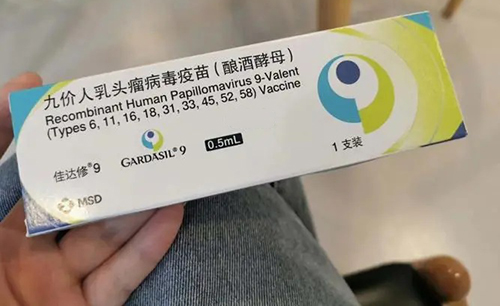 九价人乳头瘤病毒疫苗（酿酒酵母）
Recombinant Human Papillomavirus 9-Valent
(Types 6, 11, 16, 18, 31, 33, 45, 52, 58) Vaccine
佳达修®9
GARDASIL® 9
0.5mL
1 支装
MSD